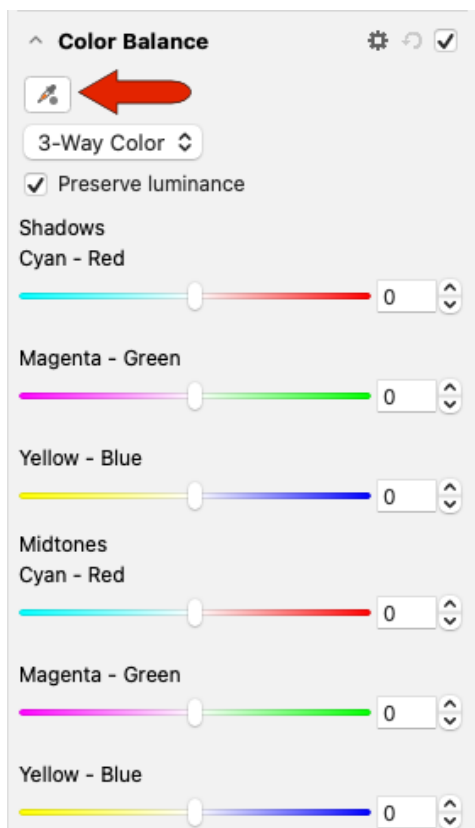 Color Balance
3-Way Color
Preserve luminance
Shadows
Cyan - Red
0
Magenta - Green
0
Yellow - Blue
0
Midtones
Cyan - Red
0
Magenta - Green
0
Yellow - Blue
0